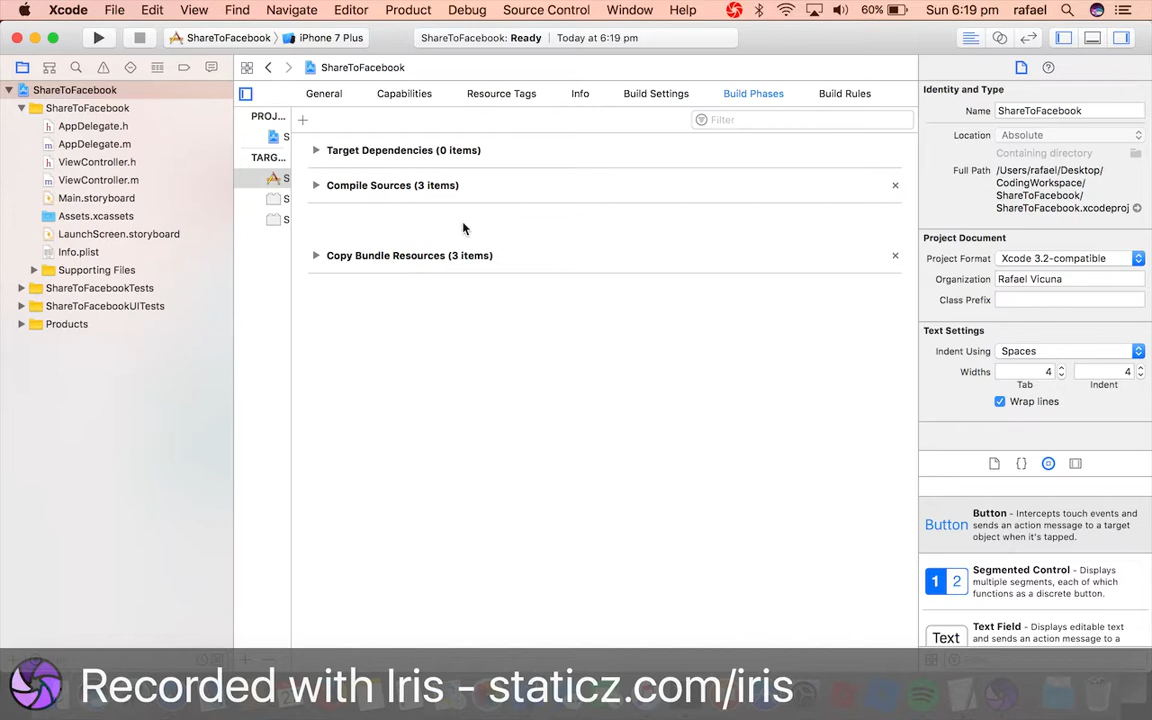 Xcode File Edit View Find Navigate Editor Product Debug Source Control Window Help 60% Sun 6:19 pm rafael
ShareToFacebook iPhone 7 Plus ShareToFacebook: Ready Today at 6:19 pm
ShareToFacebook
ShareToFacebook
ShareToFacebook
AppDelegate.h
AppDelegate.m
ViewController.h
ViewController.m
Main.storyboard
Assets.xcassets
LaunchScreen.storyboard
Info.plist
Supporting Files
ShareToFacebookTests
ShareToFacebookUITests
Products
General Capabilities Resource Tags Info Build Settings Build Phases Build Rules
PROJ...
S
TARG...
S
S
S
Filter
Target Dependencies (0 items)
Compile Sources (3 items)
Copy Bundle Resources (3 items)
Identity and Type
Name ShareToFacebook
Location Absolute
Containing directory
Full Path /Users/rafael/Desktop/
CodingWorkspace/
ShareToFacebook/
ShareToFacebook.xcodeproj
Project Document
Project Format Xcode 3.2-compatible
Organization Rafael Vicuna
Class Prefix
Text Settings
Indent Using Spaces
Widths 4 4
Tab Indent
Wrap lines
Button
Button - Intercepts touch events and
sends an action message to a target
object when it's tapped.
1 2
Segmented Control - Displays
multiple segments, each of which
functions as a discrete button.
Text
Text Field - Displays editable text
and sends an action message to a
Recorded with Iris - staticz.com/iris